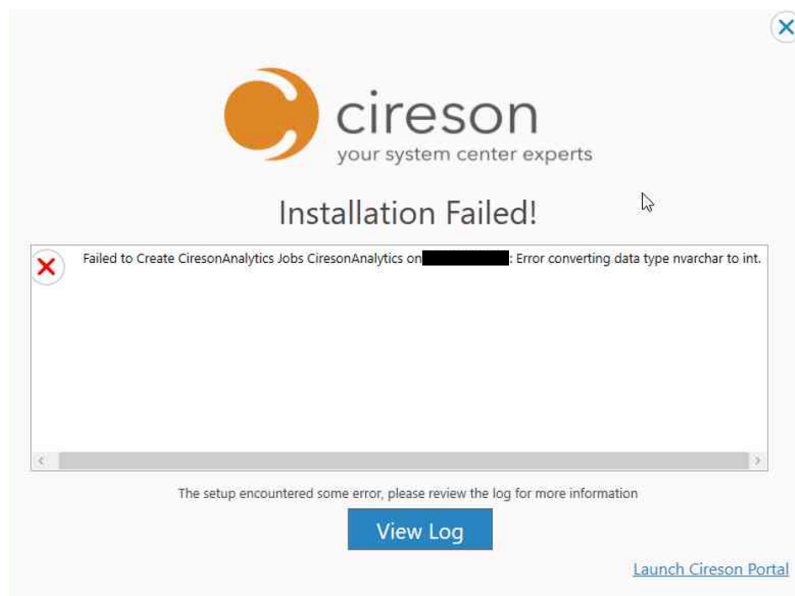 cireson
your system center experts
Installation Failed!
Failed to Create CiresonAnalytics Jobs CiresonAnalytics on : Error converting data type nvarchar to int.
The setup encountered some error, please review the log for more information
View Log
Launch Cireson Portal